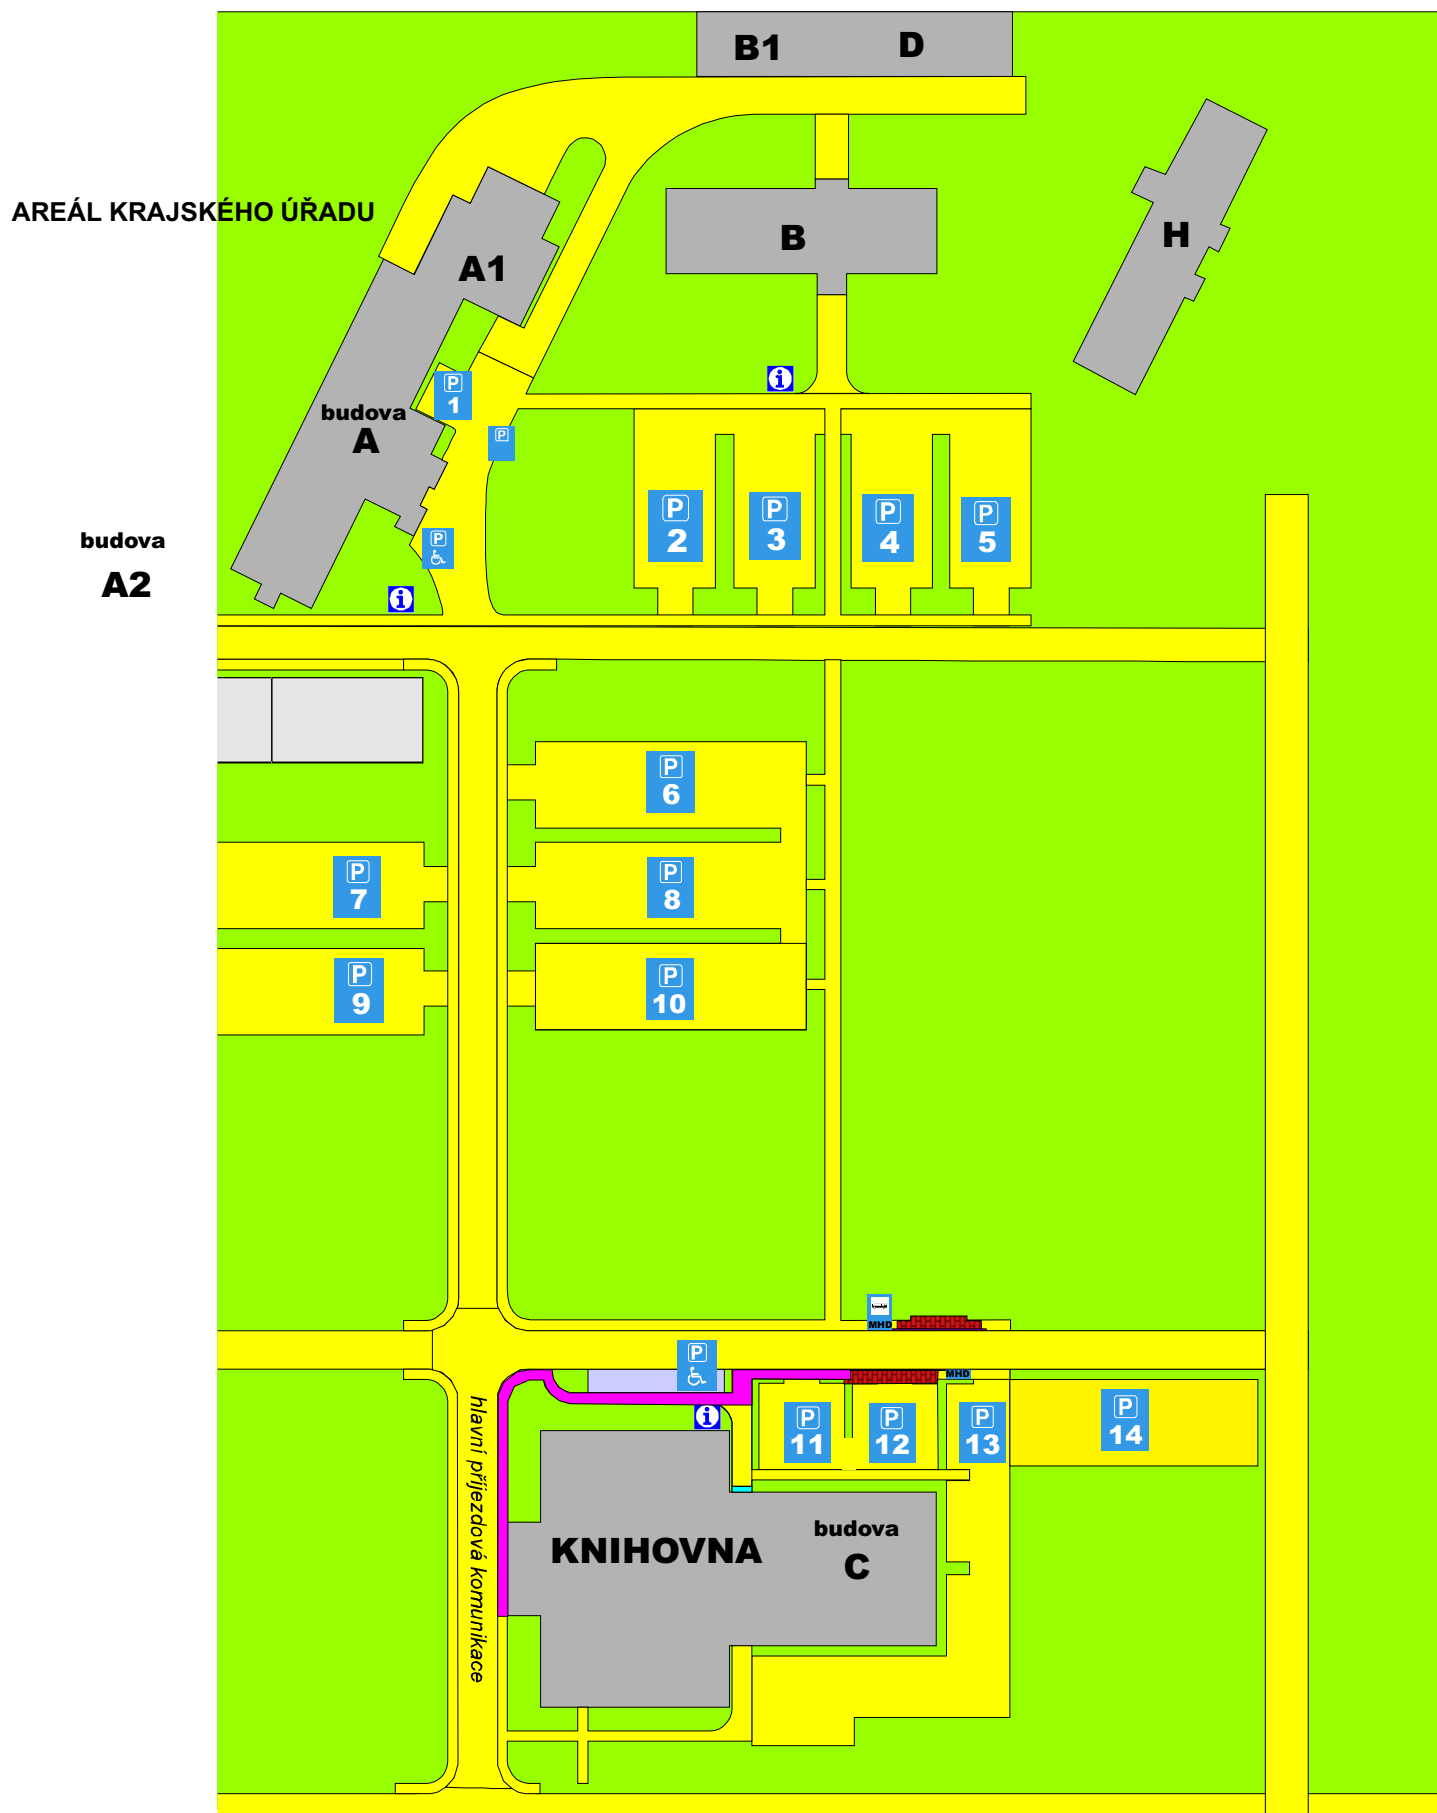 B1 D
AREÁL KRAJSKÉHO ÚŘADU
A1
B
H
i
P
1
budova
A
P
P
2
P
3
P
4
P
5
budova
A2
P
i
P
6
P
7
P
8
P
9
P
10
MHD
P
MHD
i
P
11
P
12
P
13
P
14
hlavní příjezdová komunikace
KNIHOVNA
budova
C